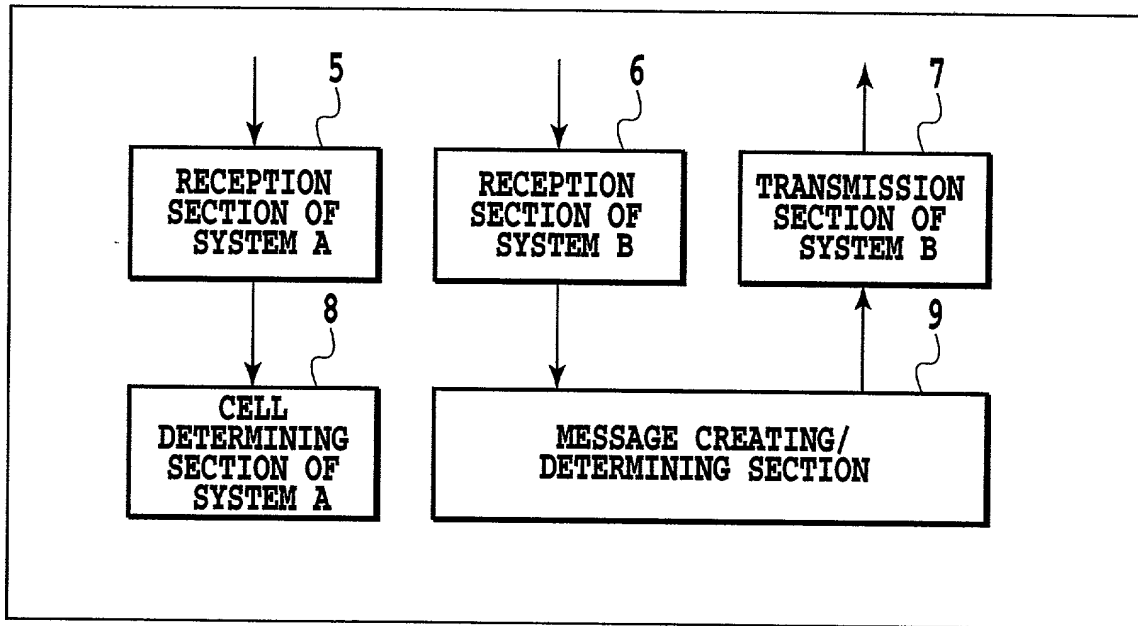 5
6
7
RECEPTION
SECTION OF
SYSTEM A
RECEPTION
SECTION OF
SYSTEM B
TRANSMISSION
SECTION OF
SYSTEM B
8
9
CELL
DETERMINING
SECTION OF
SYSTEM A
MESSAGE CREATING/
DETERMINING SECTION